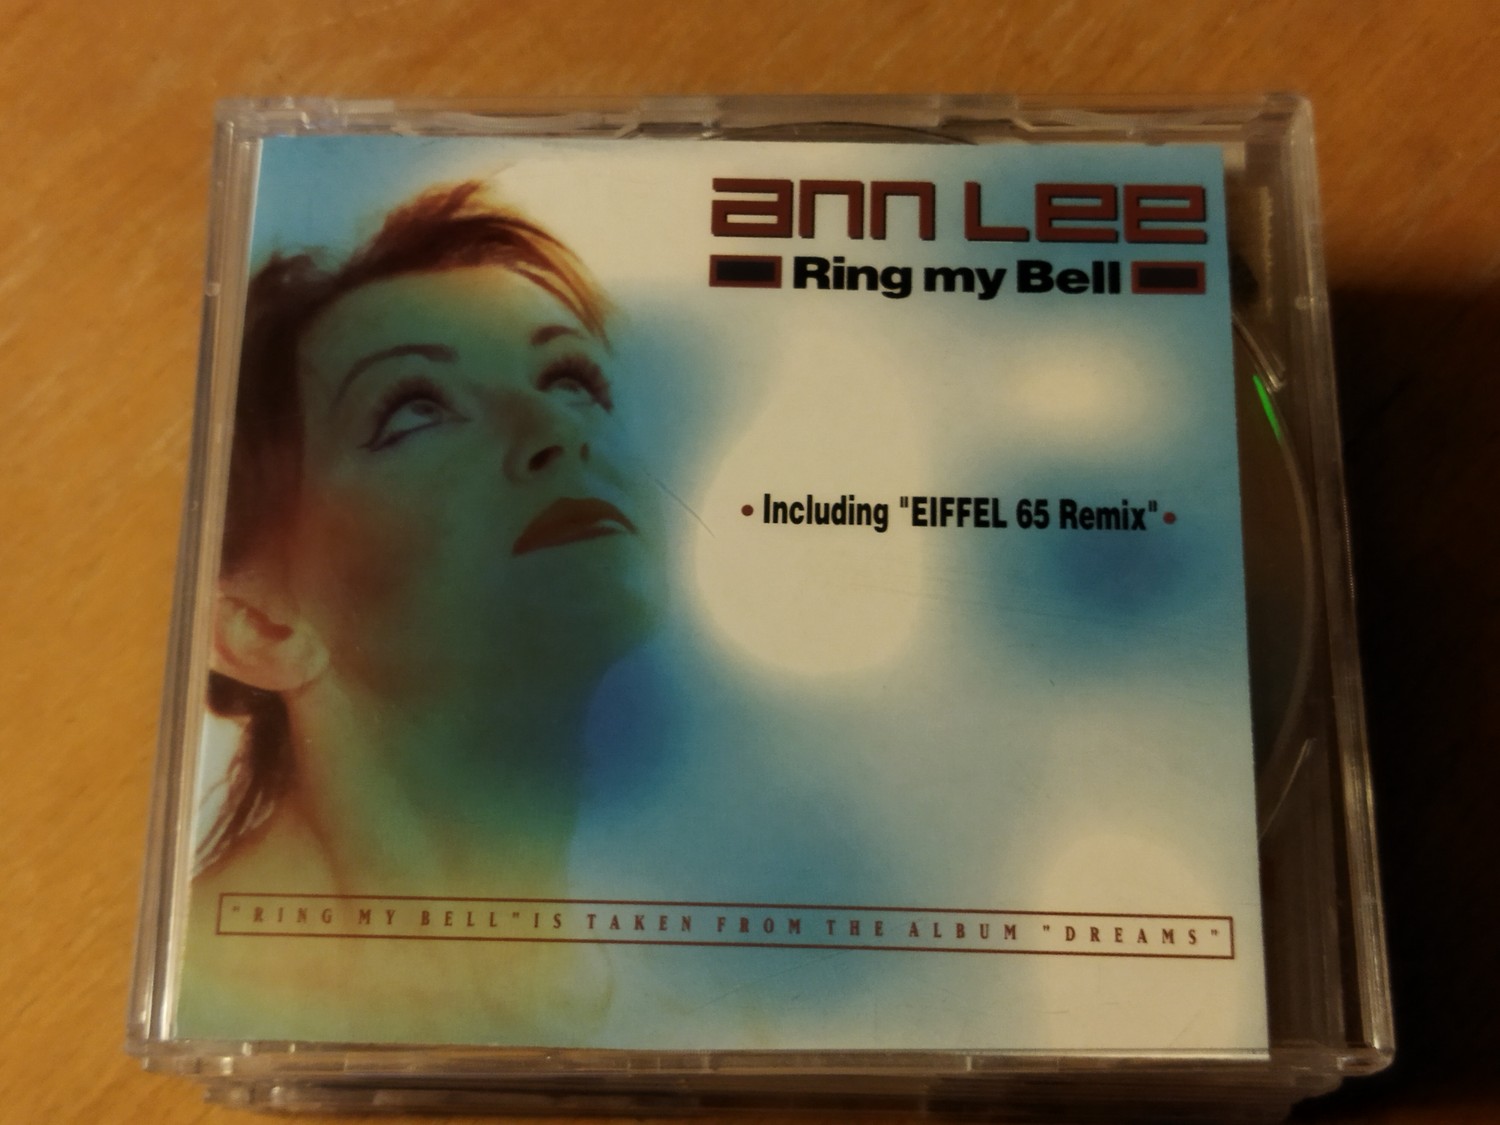 ann Lee
Ring my Bell
• Including "EIFFEL 65 Remix" •
"RING MY BELL" IS TAKEN FROM THE ALBUM "DREAMS"